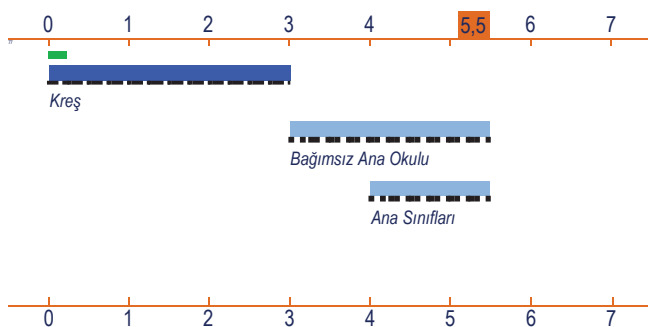 0 1 2 3 4 5,5 6 7
Kreş
Bağımsız Ana Okulu
Ana Sınıfları
0 1 2 3 4 5 6 7